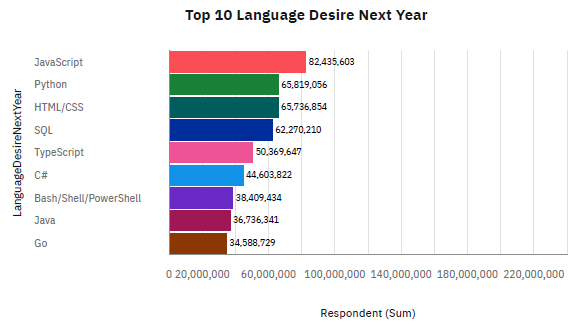 Top 10 Language Desire Next Year
LanguageDesireNextYear
JavaScript 82,435,603
Python 65,819,056
HTML/CSS 65,736,854
SQL 62,270,210
TypeScript 50,369,647
C# 44,603,822
Bash/Shell/PowerShell 38,409,434
Java 36,736,341
Go 34,588,729
0 20,000,000 60,000,000 100,000,000 140,000,000 180,000,000 220,000,000
Respondent (Sum)